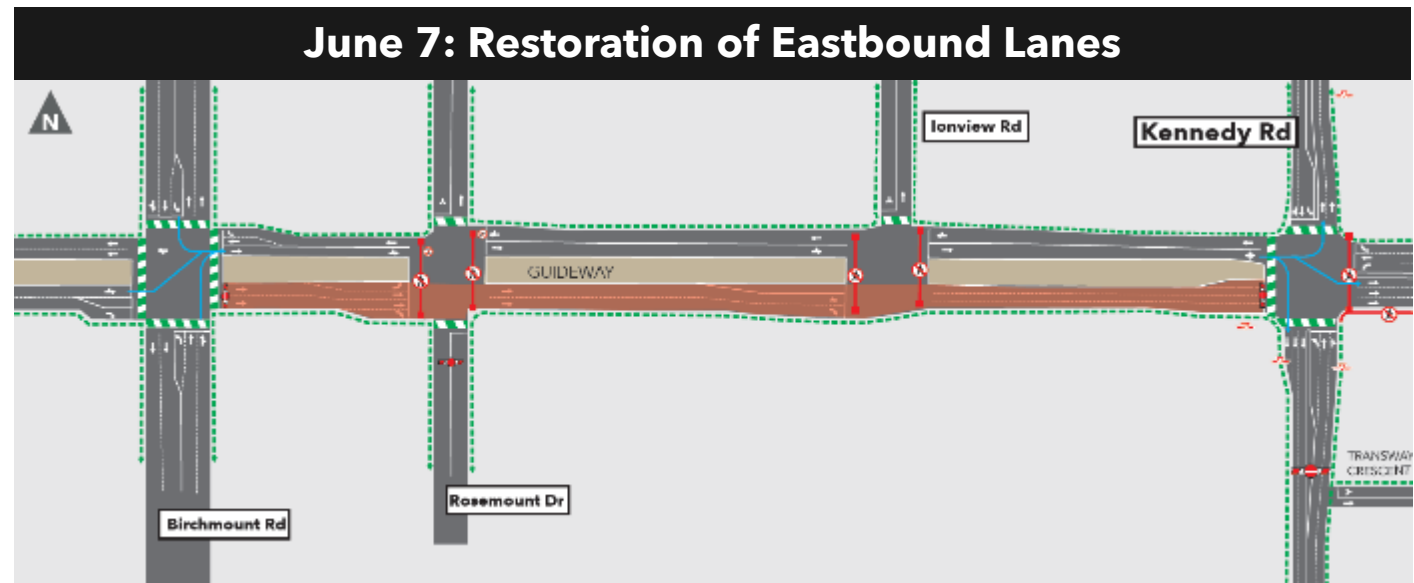 June 7: Restoration of Eastbound Lanes
N
Ionview Rd
Kennedy Rd
GUIDEWAY
TRANSWAY
CRESCENT
Rosemount Dr
Birchmount Rd